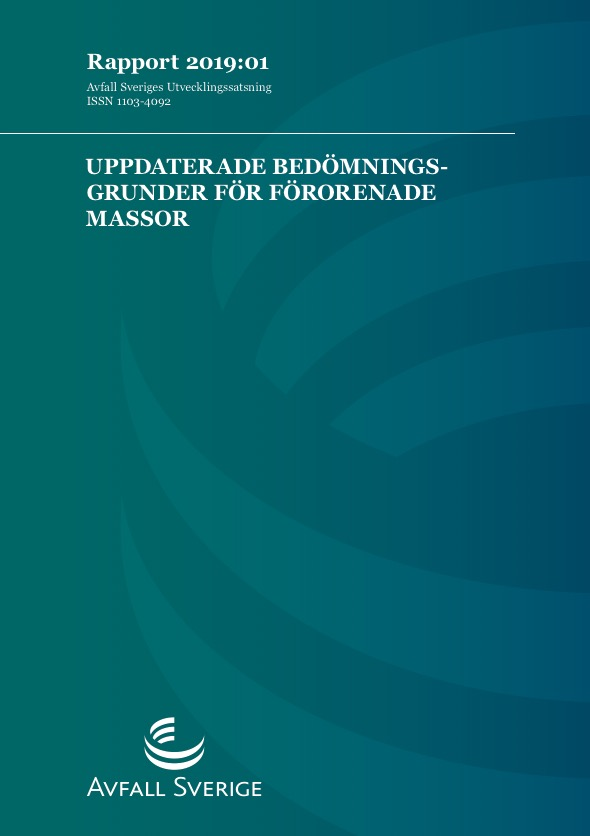 Rapport 2019:01
Avfall Sveriges Utvecklingssatsning
ISSN 1103-4092
UPPDATERADE BEDÖMNINGS-
GRUNDER FÖR FÖRORENADE
MASSOR
AVFALL SVERIGE